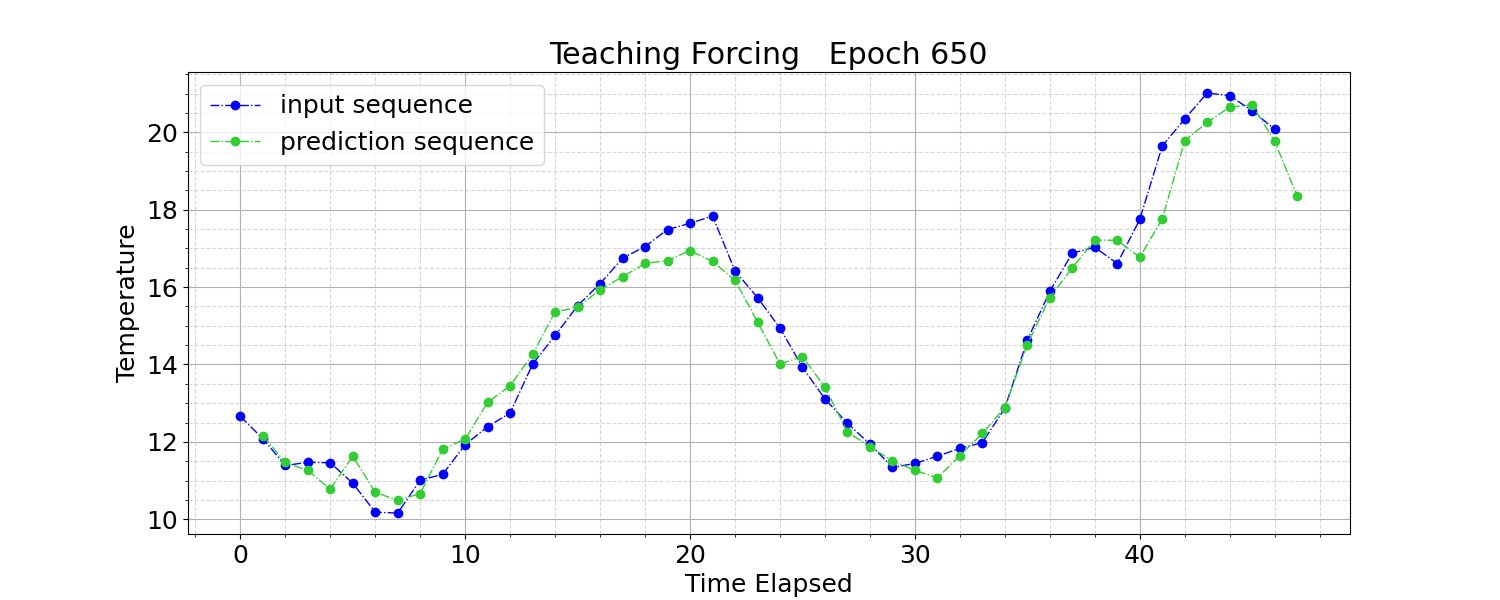 Teaching Forcing   Epoch 650
input sequence
prediction sequence
Temperature
20
18
16
14
12
10
0 10 20 30 40
Time Elapsed